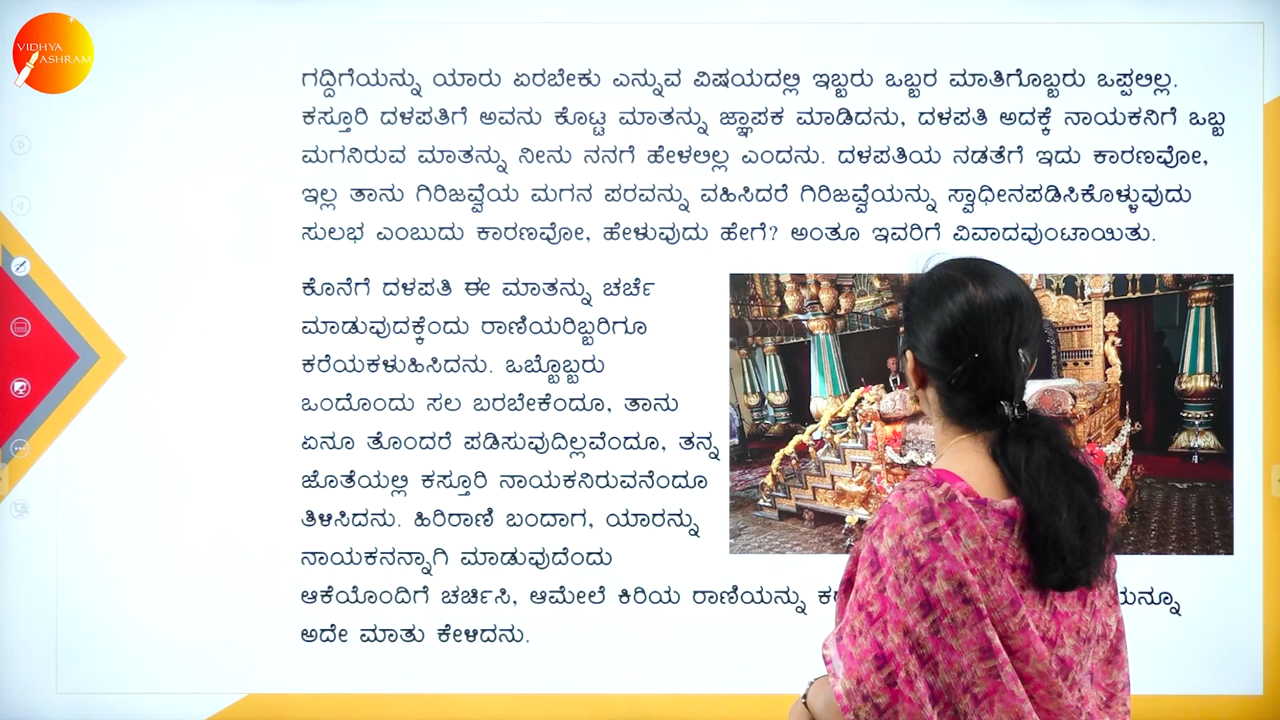 VIDHYA
ASHRAM
ಗದ್ದಿಗೆಯನ್ನು ಯಾರು ಏರಬೇಕು ಎನ್ನುವ ವಿಷಯದಲ್ಲಿ ಇಬ್ಬರು ಒಬ್ಬರ ಮಾತಿಗೊಬ್ಬರು ಒಪ್ಪಲಿಲ್ಲ.
ಕಸ್ತೂರಿ ದಳಪತಿಗೆ ಅವನು ಕೊಟ್ಟ ಮಾತನ್ನು ಜ್ಞಾಪಕ ಮಾಡಿದನು, ದಳಪತಿ ಅದಕ್ಕೆ ನಾಯಕನಿಗೆ ಒಬ್ಬ
ಮಗನಿರುವ ಮಾತನ್ನು ನೀನು ನನಗೆ ಹೇಳಲಿಲ್ಲ ಎಂದನು. ದಳಪತಿಯ ನಡತೆಗೆ ಇದು ಕಾರಣವೋ,
ಇಲ್ಲ ತಾನು ಗಿರಿಜವ್ವೆಯ ಮಗನ ಪರವನ್ನು ವಹಿಸಿದರೆ ಗಿರಿಜವ್ವೆಯನ್ನು ಸ್ವಾಧೀನಪಡಿಸಿಕೊಳ್ಳುವುದು
ಸುಲಭ ಎಂಬುದು ಕಾರಣವೋ, ಹೇಳುವುದು ಹೇಗೆ? ಅಂತೂ ಇವರಿಗೆ ವಿವಾದವುಂಟಾಯಿತು.
ಕೊನೆಗೆ ದಳಪತಿ ಈ ಮಾತನ್ನು ಚರ್ಚೆ
ಮಾಡುವುದಕ್ಕೆಂದು ರಾಣಿಯರಿಬ್ಬರಿಗೂ
ಕರೆಯಕಳುಹಿಸಿದನು. ಒಬ್ಬೊಬ್ಬರು
ಒಂದೊಂದು ಸಲ ಬರಬೇಕೆಂದೂ, ತಾನು
ಏನೂ ತೊಂದರೆ ಪಡಿಸುವುದಿಲ್ಲವೆಂದೂ, ತನ್ನ
ಜೊತೆಯಲ್ಲಿ ಕಸ್ತೂರಿ ನಾಯಕನಿರುವನೆಂದೂ
ತಿಳಿಸಿದನು. ಹಿರಿರಾಣಿ ಬಂದಾಗ, ಯಾರನ್ನು
ನಾಯಕನನ್ನಾಗಿ ಮಾಡುವುದೆಂದು
ಆಕೆಯೊಂದಿಗೆ ಚರ್ಚಿಸಿ, ಆಮೇಲೆ ಕಿರಿಯ ರಾಣಿಯನ್ನು
ಅದೇ ಮಾತು ಕೇಳಿದನು.